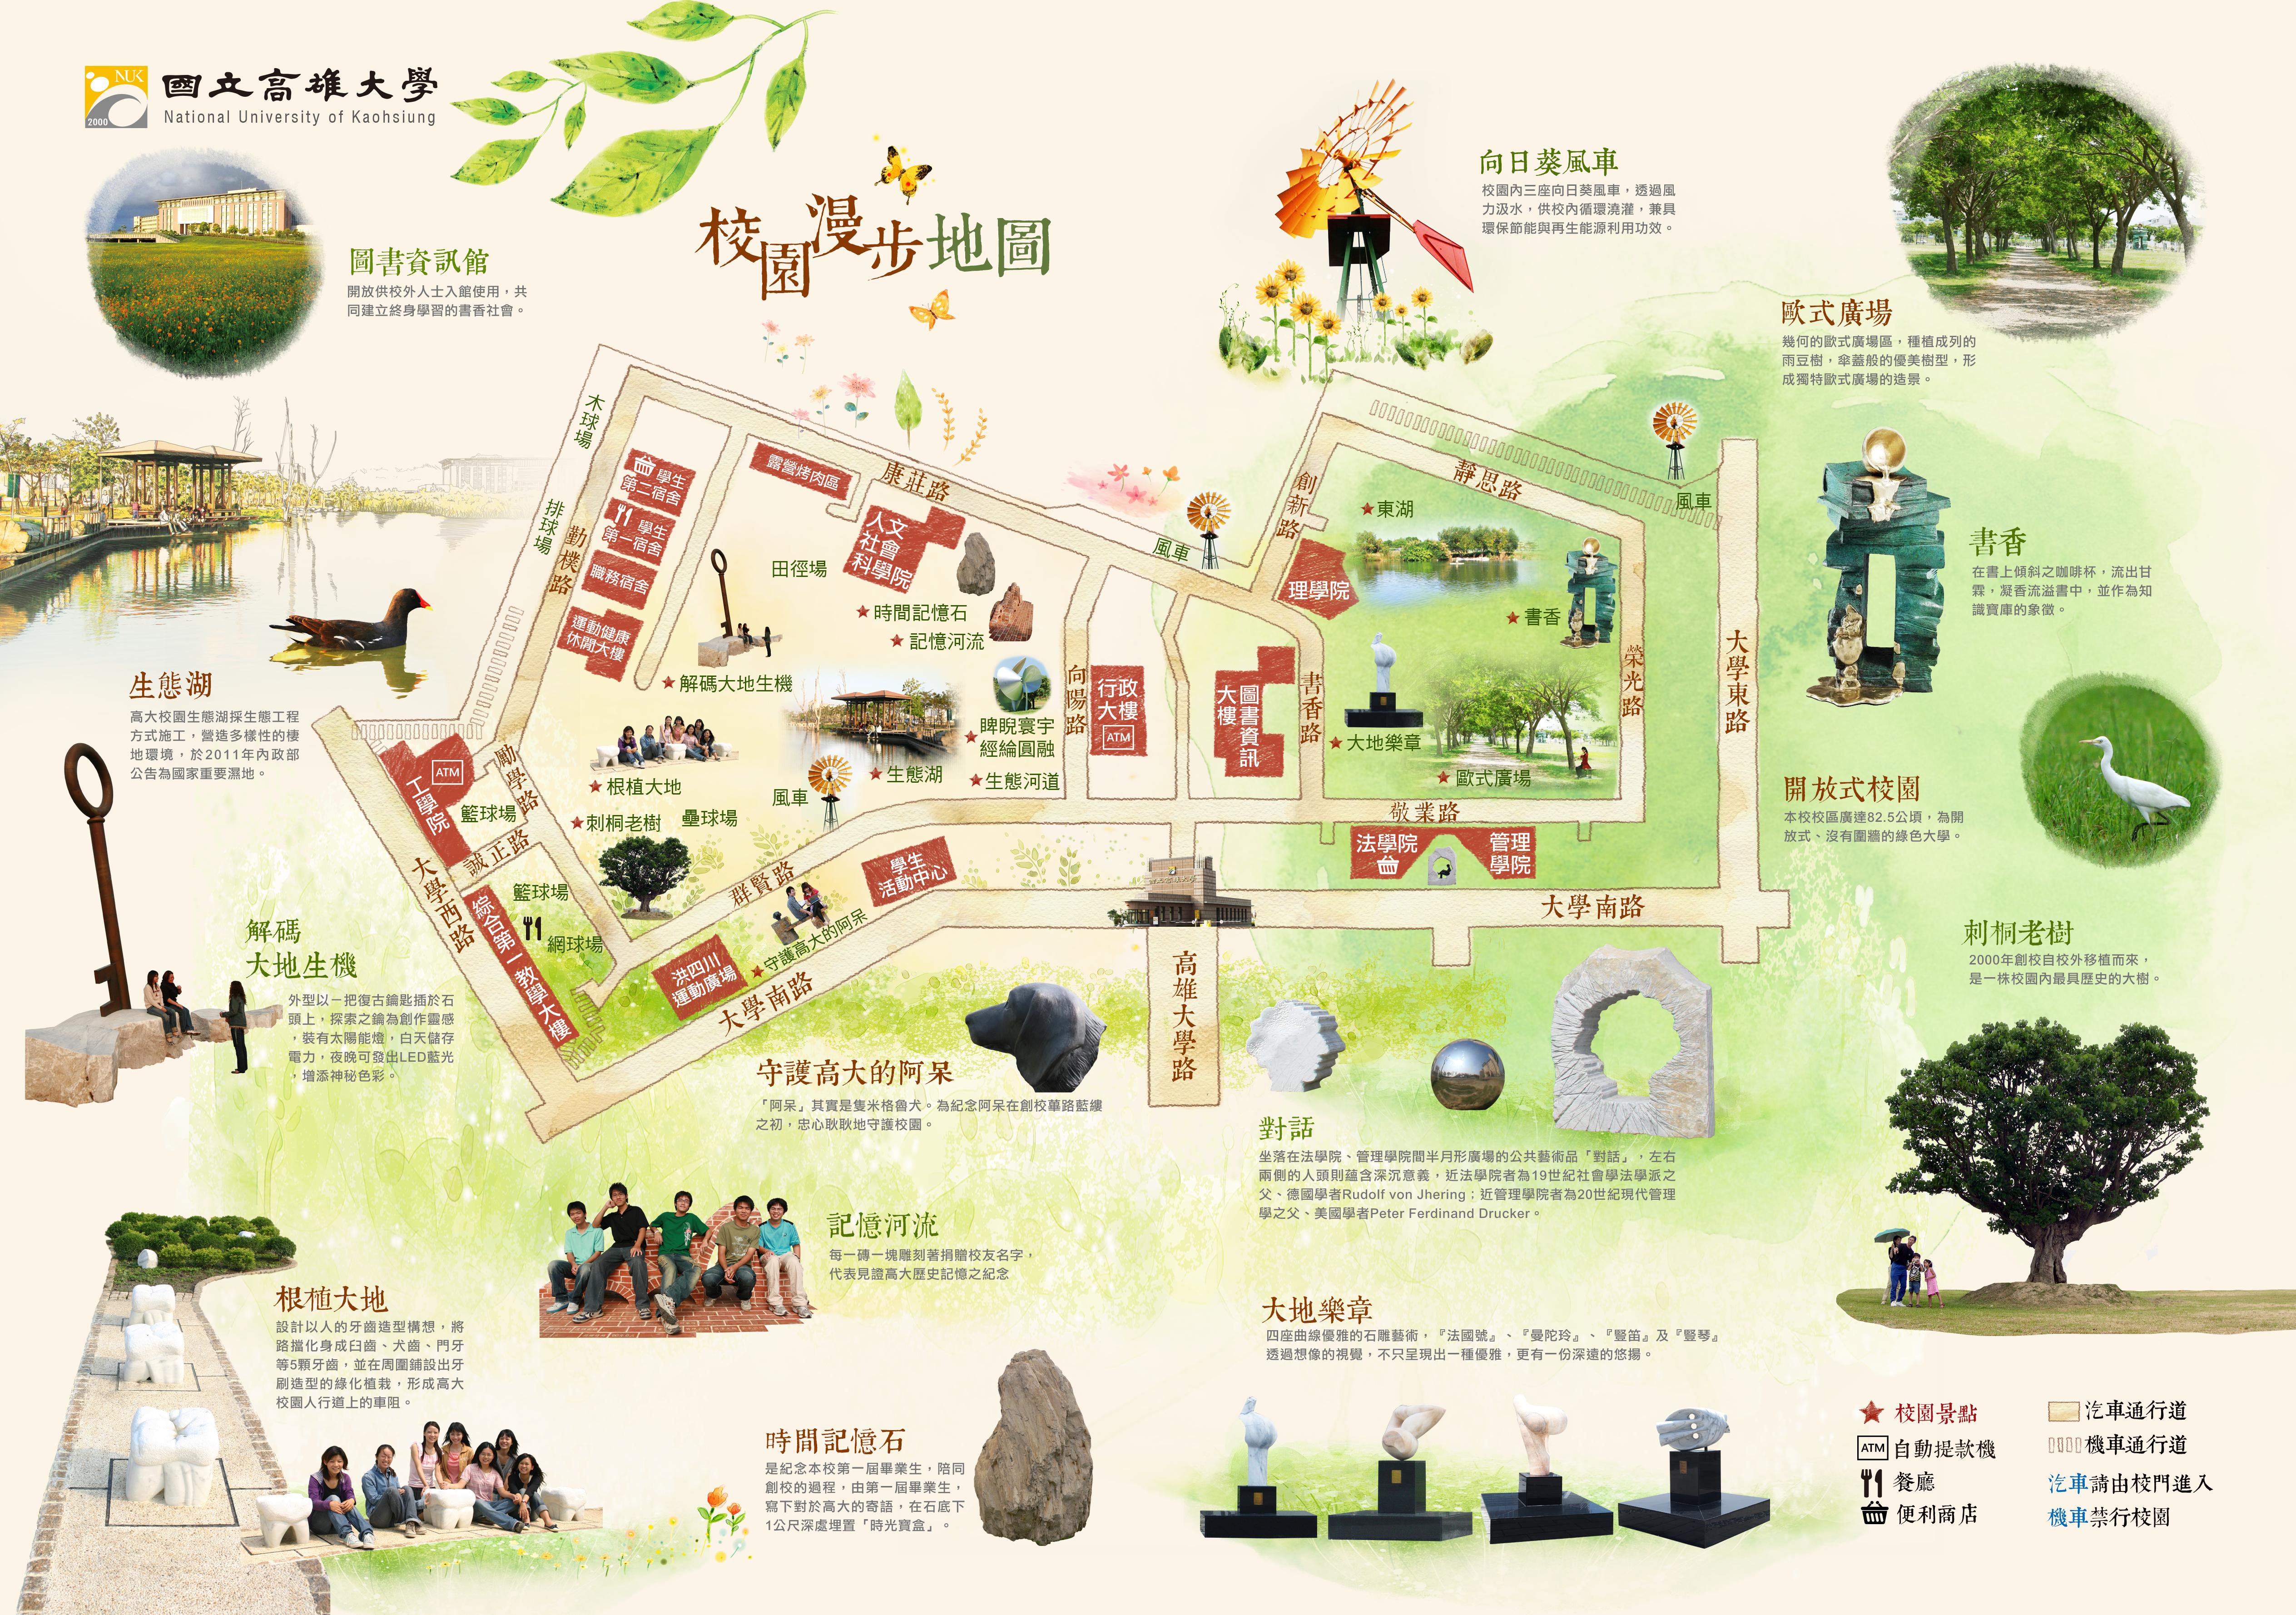 NUK
2000
國立高雄大學
National University of Kaohsiung
校園漫步地圖
圖書資訊館
開放供校外人士入館使用，共
同建立終身學習的書香社會。
向日葵風車
校園內三座向日葵風車，透過風
力汲水，供校內循環澆灌，兼具
環保節能與再生能源利用功效。
歐式廣場
幾何的歐式廣場區，種植成列的
雨豆樹，傘蓋般的優美樹型，形
成獨特歐式廣場的造景。
書香
在書上傾斜之咖啡杯，流出甘
霖，凝香流溢書中，並作為知
識寶庫的象徵。
生態湖
高大校園生態湖採生態工程
方式施工，營造多樣性的棲
地環境，於2011年內政部
公告為國家重要濕地。
開放式校園
本校校區廣達82.5公頃，為開
放式、沒有圍牆的綠色大學。
木球場
排球場
勤樸路
學生
第二宿舍
學生
第一宿舍
職務宿舍
運動健康
休閒大樓
露營烤肉區
康莊路
人文
社會
科學院
田徑場
時間記憶石
記憶河流
解碼大地生機
風車
創新路
靜思路
風車
東湖
理學院
書香
榮光路
大學東路
向陽路
行政
大樓
ATM
圖書資訊
大樓
書香路
大地樂章
歐式廣場
睥睨寰宇
經綸圓融
生態湖
生態河道
根植大地
風車
刺桐老樹
壘球場
工學院
ATM
勵學路
籃球場
誠正路
大學西路
籃球場
網球場
綜合第一教學大樓
群賢路
學生
活動中心
守護高大的阿呆
洪四川
運動廣場
大學南路
敬業路
法學院
管理
學院
大學南路
高雄大學路
解碼
大地生機
外型以一把復古鑰匙插於石
頭上，探索之鑰為創作靈感
，裝有太陽能燈，白天儲存
電力，夜晚可發出LED藍光
，增添神秘色彩。
守護高大的阿呆
「阿呆」其實是隻米格魯犬。為紀念阿呆在創校篳路藍縷
之初，忠心耿耿地守護校園。
刺桐老樹
2000年創校自校外移植而來，
是一株校園內最具歷史的大樹。
對話
坐落在法學院、管理學院間半月形廣場的公共藝術品「對話」，左右
兩側的人頭則蘊含深沉意義，近法學院者為19世紀社會學法學派之
父、德國學者Rudolf von Jhering；近管理學院者為20世紀現代管理
學之父、美國學者Peter Ferdinand Drucker。
記憶河流
每一磚一塊雕刻著捐贈校友名字，
代表見證高大歷史記憶之紀念
根植大地
設計以人的牙齒造型構想，將
路擋化身成臼齒、犬齒、門牙
等5顆牙齒，並在周圍鋪設出牙
刷造型的綠化植栽，形成高大
校園人行道上的車阻。
大地樂章
四座曲線優雅的石雕藝術，『法國號』、『曼陀玲』、『豎笛』及『豎琴』
透過想像的視覺，不只呈現出一種優雅，更有一份深遠的悠揚。
時間記憶石
是紀念本校第一屆畢業生，陪同
創校的過程，由第一屆畢業生，
寫下對於高大的寄語，在石底下
1公尺深處埋置「時光寶盒」。
校園景點
ATM 自動提款機
餐廳
便利商店
汽車通行道
機車通行道
汽車請由校門進入
機車禁行校園